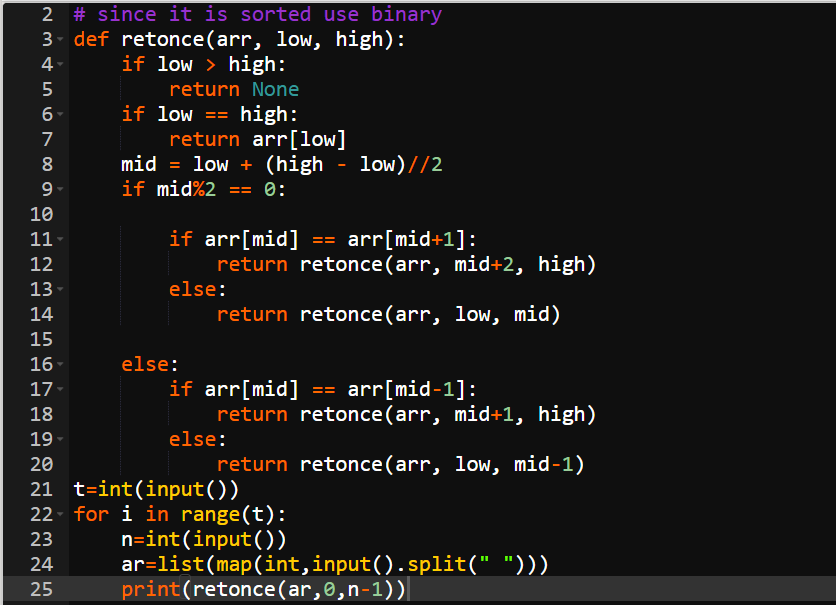 2 # since it is sorted use binary
3 def retonce(arr, low, high):
4     if low > high:
5         return None
6     if low == high:
7         return arr[low]
8     mid = low + (high - low)//2
9     if mid%2 == 0:
10
11         if arr[mid] == arr[mid+1]:
12             return retonce(arr, mid+2, high)
13         else:
14             return retonce(arr, low, mid)
15
16     else:
17         if arr[mid] == arr[mid-1]:
18             return retonce(arr, mid+1, high)
19         else:
20             return retonce(arr, low, mid-1)
21 t=int(input())
22 for i in range(t):
23     n=int(input())
24     ar=list(map(int,input().split(" ")))
25     print(retonce(ar,0,n-1))